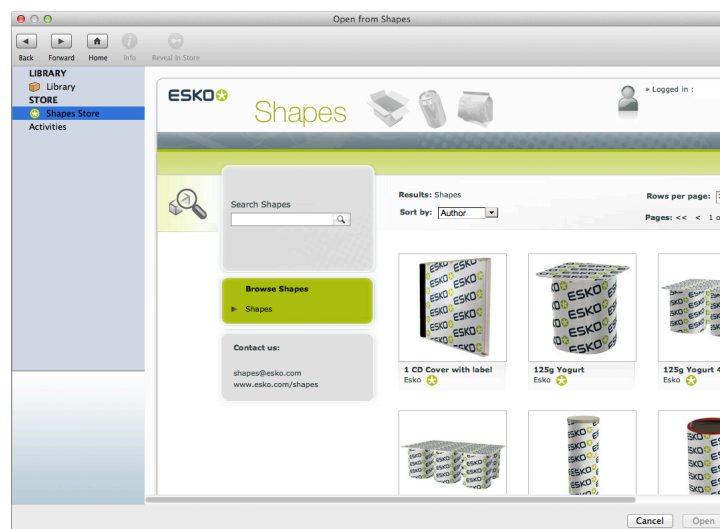 Open from Shapes
Back Forward Home Info Reveal In Store
LIBRARY
Library
STORE
Shapes Store
Activities
ESKO
Shapes
» Logged in :
Search Shapes
Results: Shapes
Sort by: Author
Rows per page:
Pages: << < 1
Browse Shapes
Shapes
Contact us:
shapes@esko.com
www.esko.com/shapes
1 CD Cover with label
Esko
125g Yogurt
Esko
125g Yogurt 4
Esko
Cancel Open